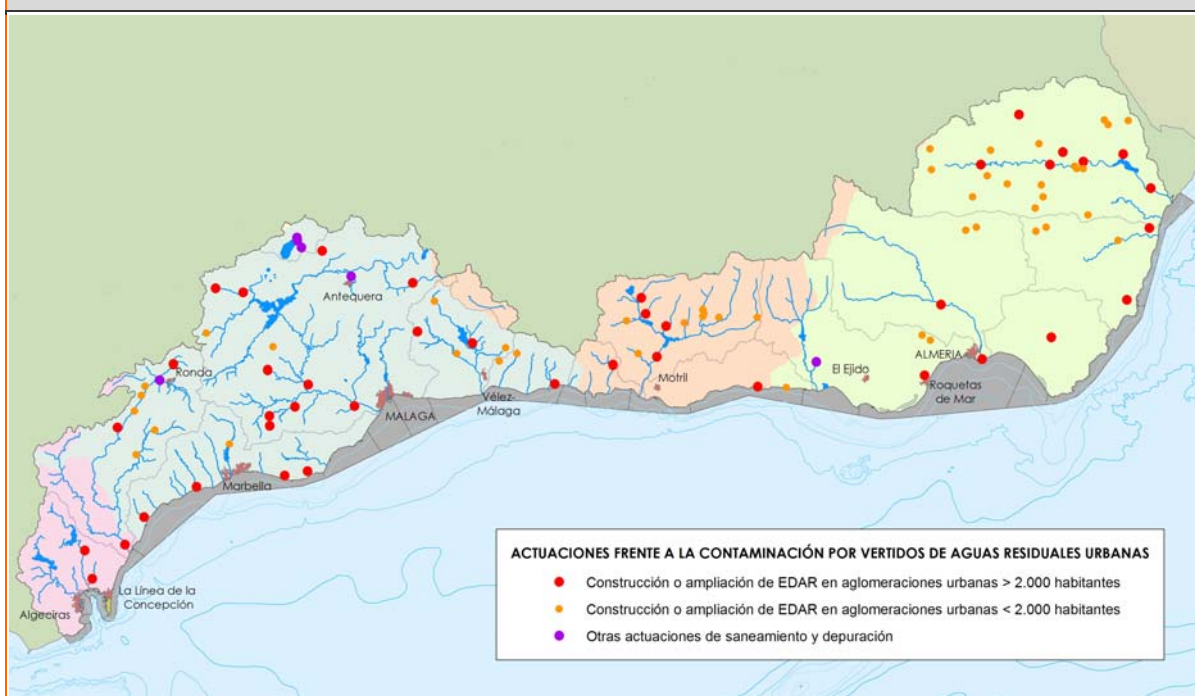 Antequera
Ronda
MALAGA
Vélez-
Málaga
Marbella
Algeciras
La Línea de la
Concepción
Motril
El Ejido
ALMERIA
Roquetas
de Mar
ACTUACIONES FRENTE A LA CONTAMINACIÓN POR VERTIDOS DE AGUAS RESIDUALES URBANAS
Construcción o ampliación de EDAR en aglomeraciones urbanas > 2.000 habitantes
Construcción o ampliación de EDAR en aglomeraciones urbanas < 2.000 habitantes
Otras actuaciones de saneamiento y depuración